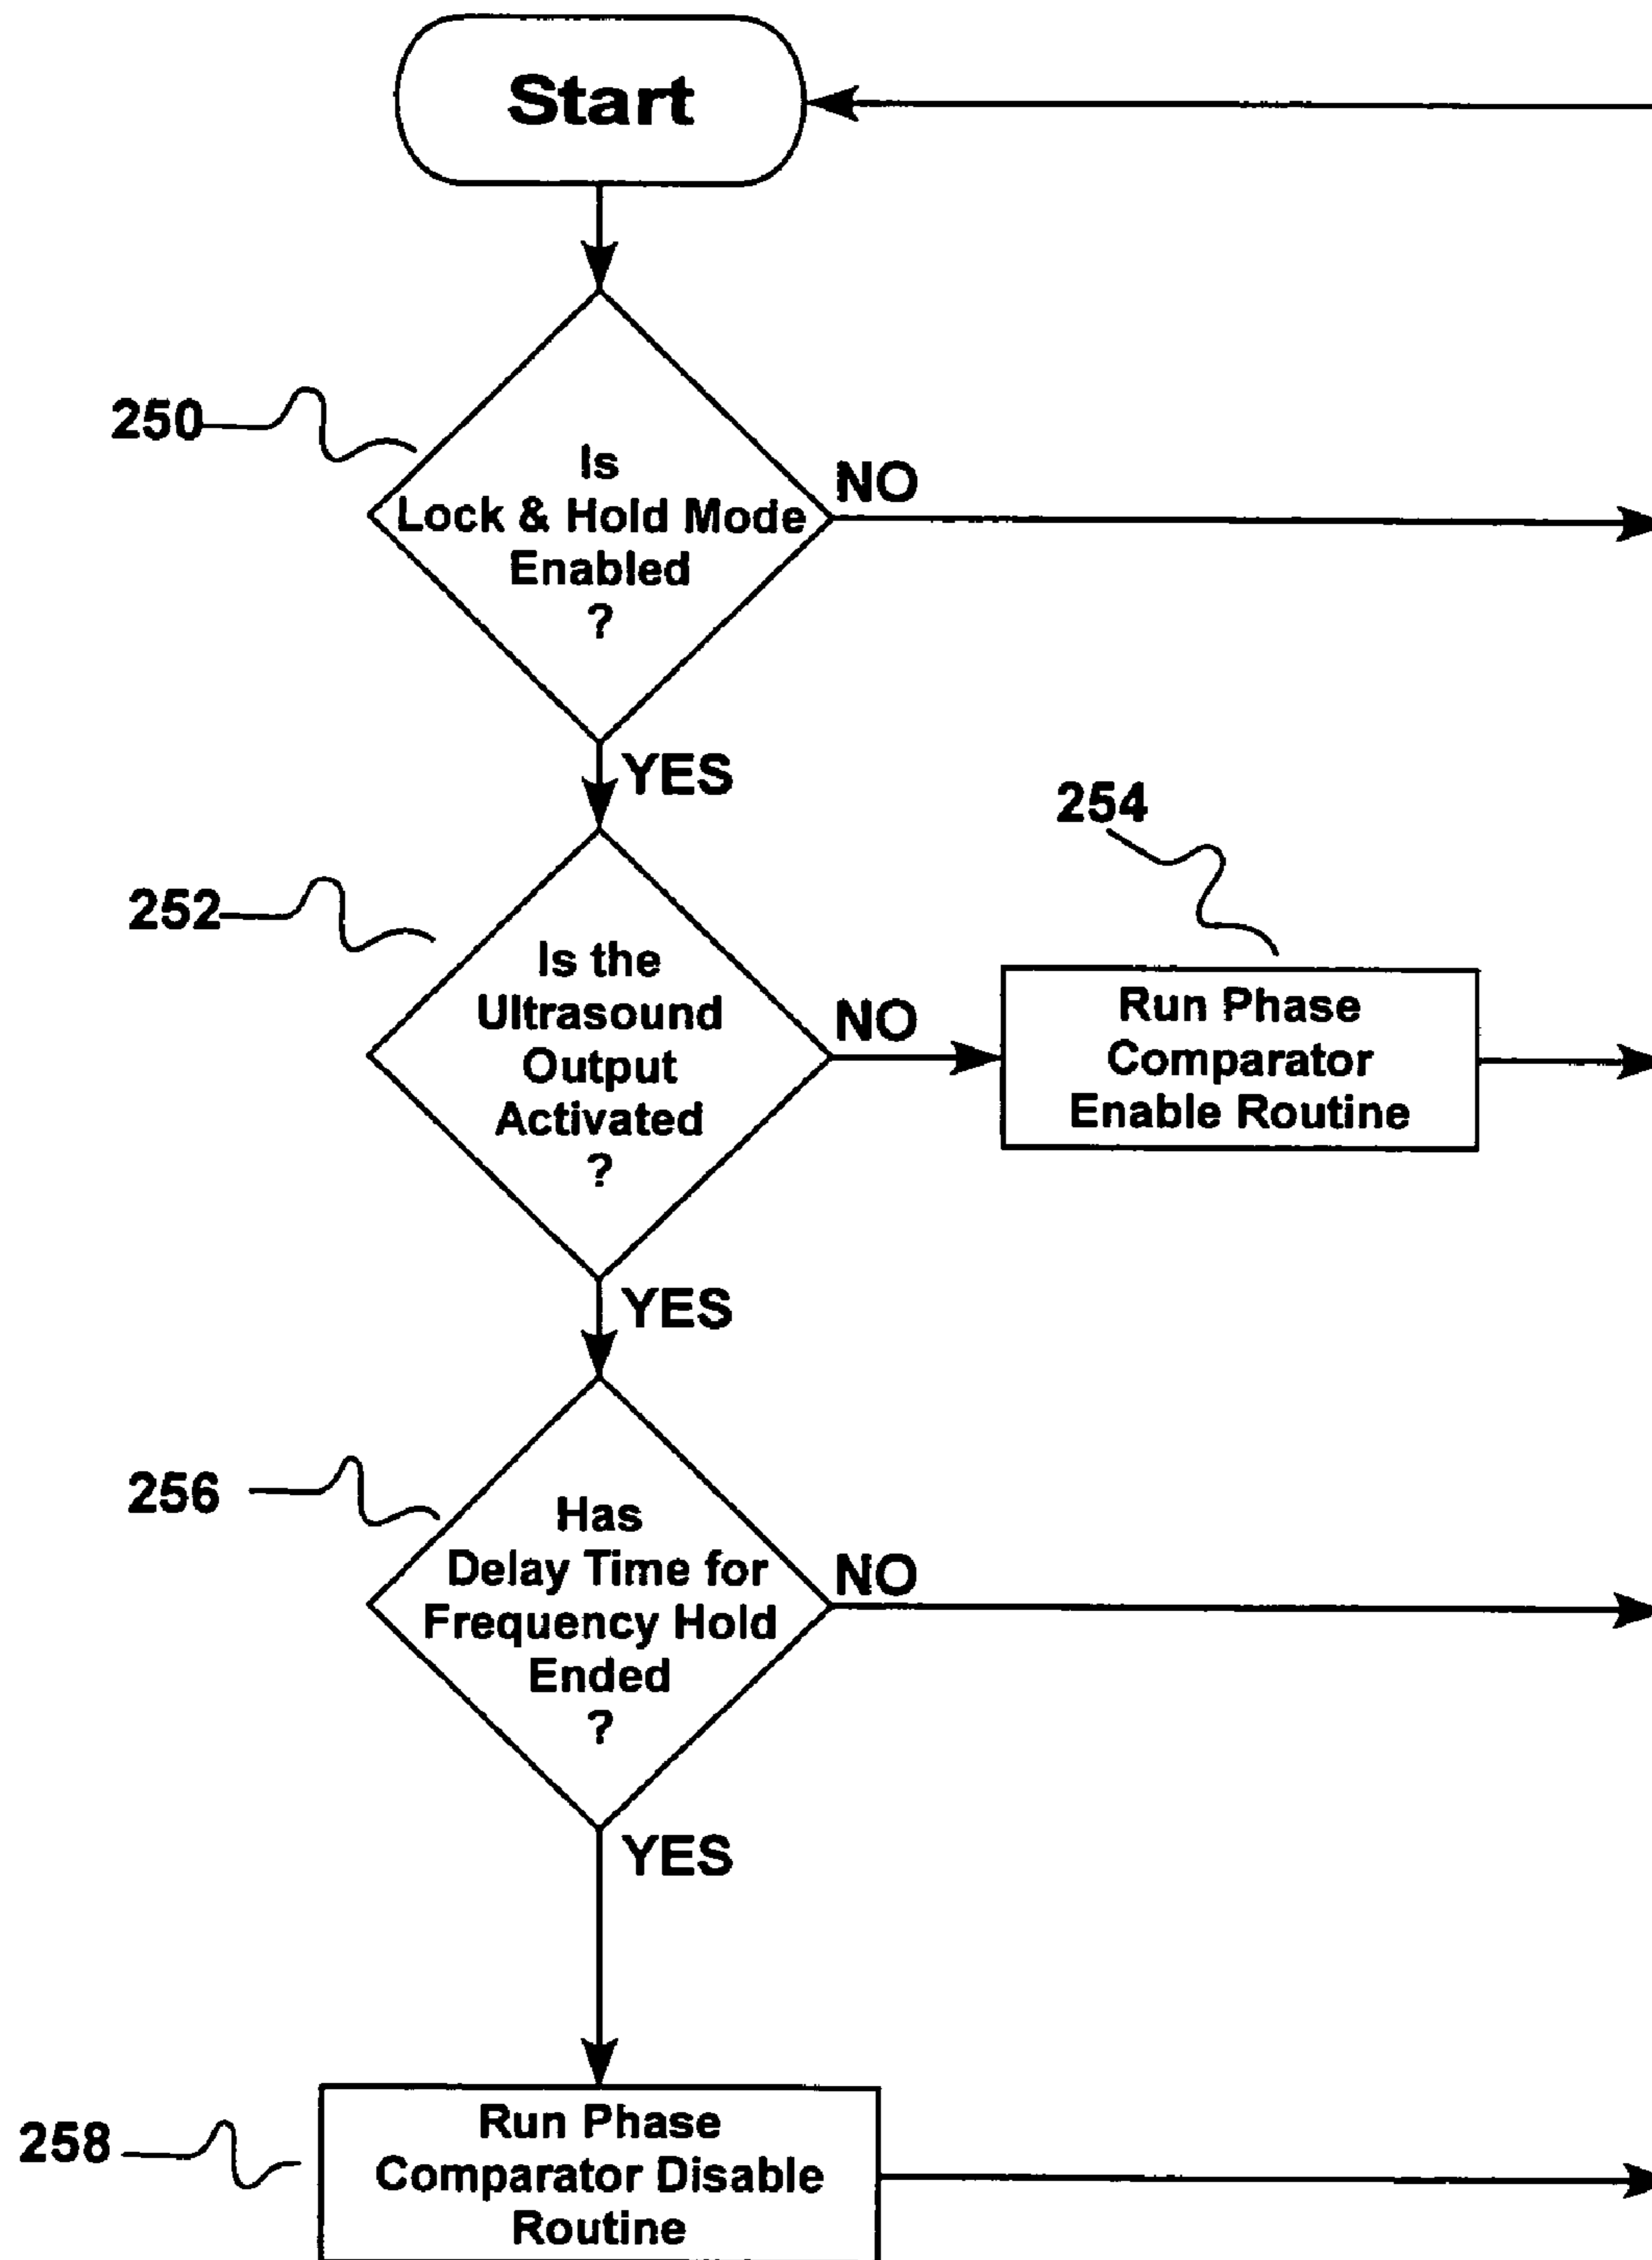 Start
250
Is
Lock & Hold Mode
Enabled
?
NO
YES
252
Is the
Ultrasound
Output
Activated
?
NO
254
Run Phase
Comparator
Enable Routine
YES
256
Has
Delay Time for
Frequency Hold
Ended
?
NO
YES
258
Run Phase
Comparator Disable
Routine